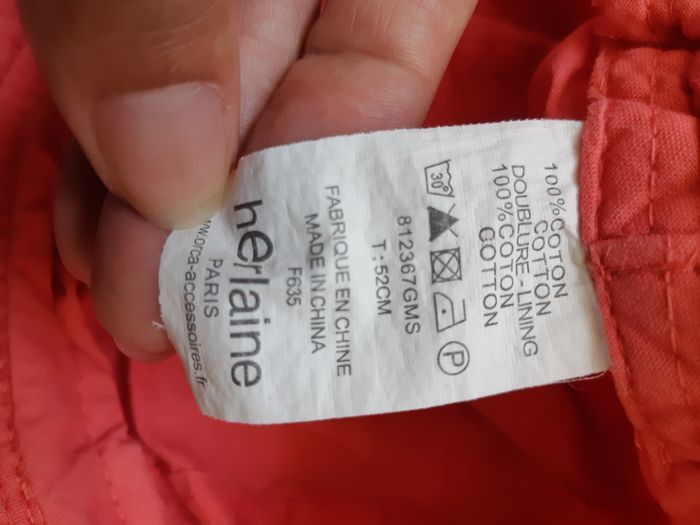 100%COTON
COTTON
DOUBLURE - LINING
100%COTON
COTTON
30°
P
812367GMS
T : 52CM
FABRIQUE EN CHINE
MADE IN CHINA
F635
herlaine
PARIS
www.orca-accessoires.fr